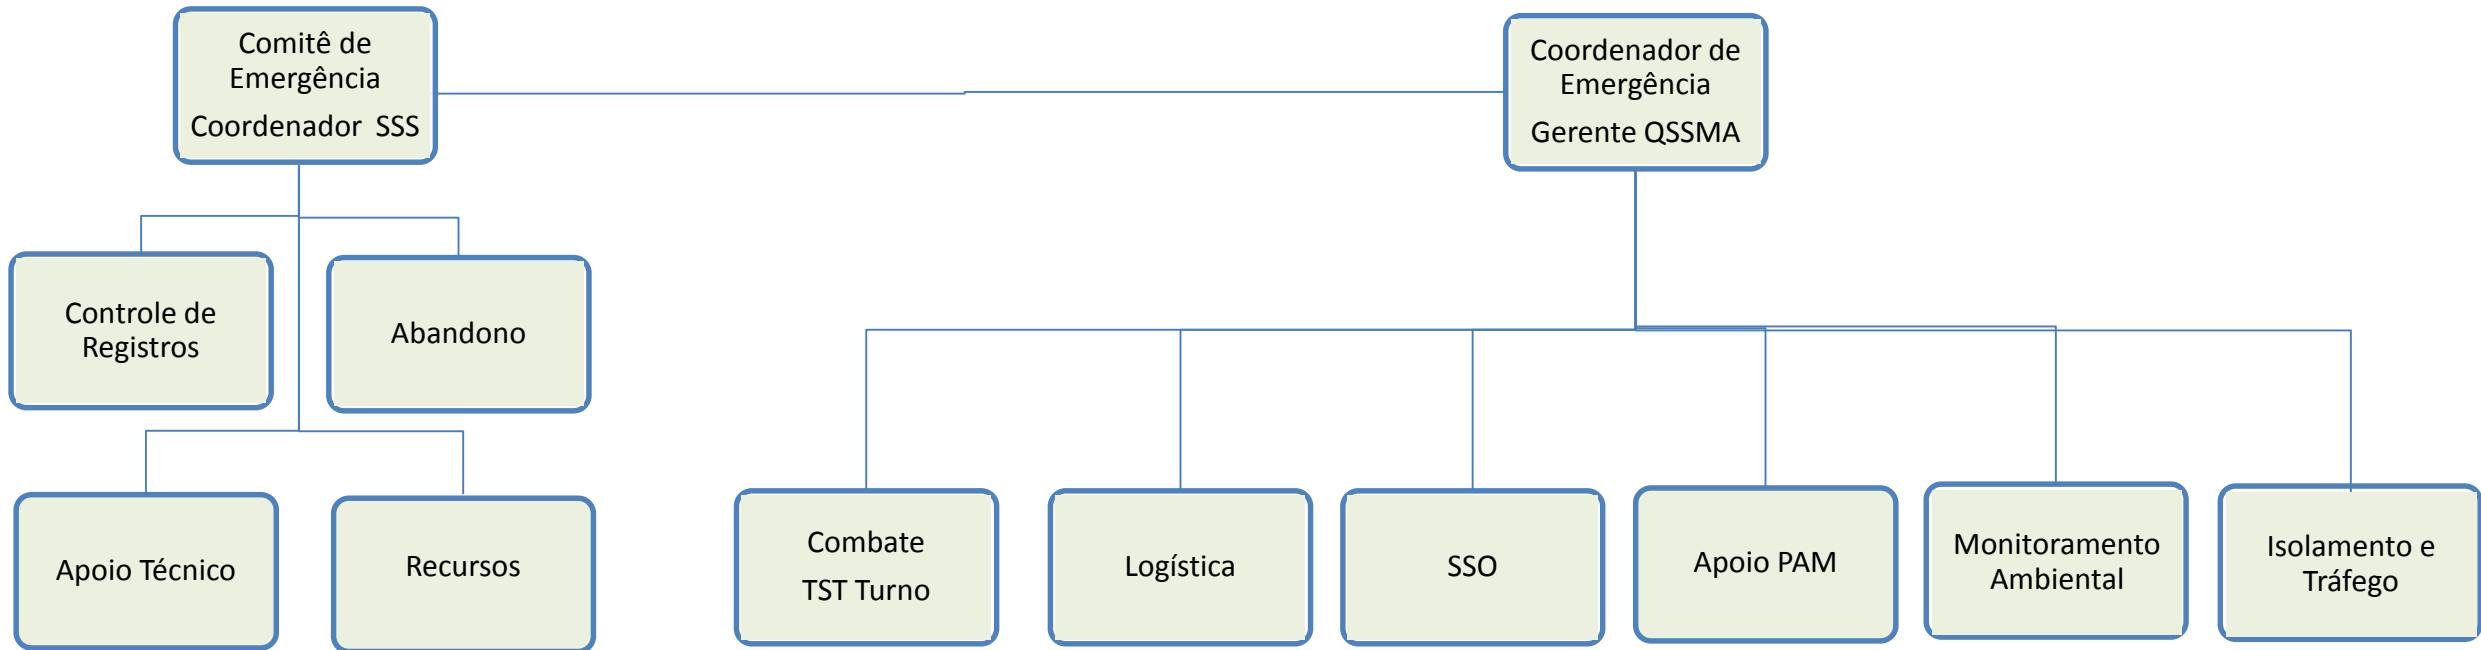 Comitê de
Emergência
Coordenador  SSS
Coordenador de
Emergência
Gerente QSSMA
Controle de
Registros
Abandono
Apoio Técnico
Recursos
Combate
TST Turno
Logística
SSO
Apoio PAM
Monitoramento
Ambiental
Isolamento e
Tráfego